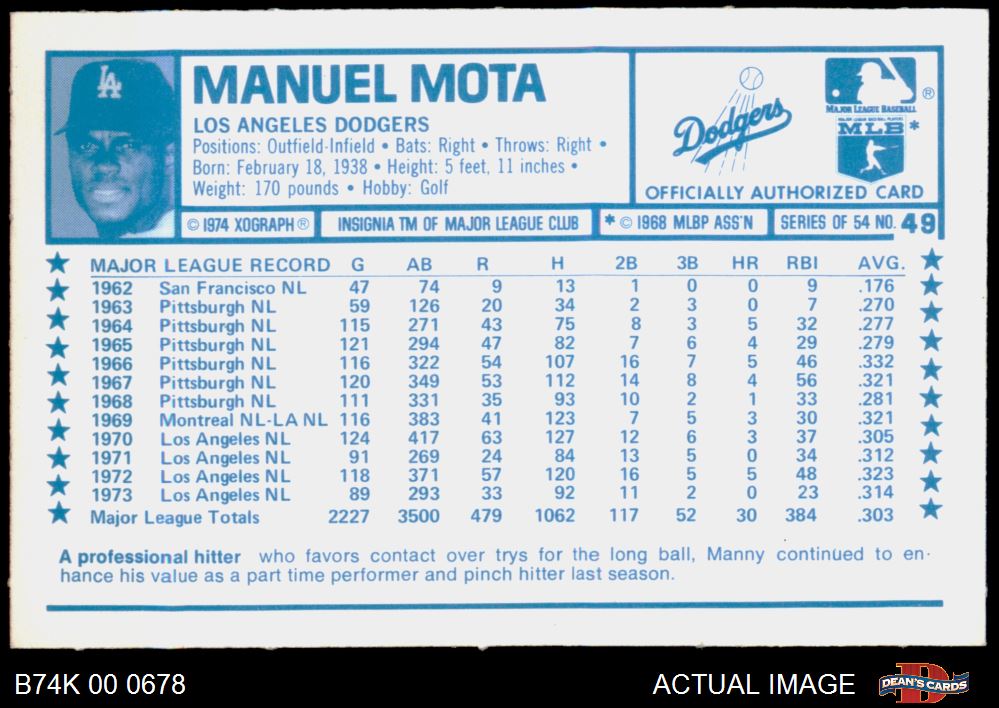 LA
MANUEL MOTA
LOS ANGELES DODGERS
Positions: Outfield-Infield • Bats: Right • Throws: Right •
Born: February 18, 1938 • Height: 5 feet, 11 inches •
Weight: 170 pounds • Hobby: Golf
Dodgers
MAJOR LEAGUE BASEBALL ®
MAJOR LEAGUE BASEBALL PLAYERS
MLB *
OFFICIALLY AUTHORIZED CARD
© 1974 XOGRAPH ® INSIGNIA TM OF MAJOR LEAGUE CLUB * © 1968 MLBP ASS'N SERIES OF 54 NO. 49
MAJOR LEAGUE RECORD G AB R H 2B 3B HR RBI AVG.
1962 San Francisco NL 47 74 9 13 1 0 0 9 .176
1963 Pittsburgh NL 59 126 20 34 2 3 0 7 .270
1964 Pittsburgh NL 115 271 43 75 8 3 5 32 .277
1965 Pittsburgh NL 121 294 47 82 7 6 4 29 .279
1966 Pittsburgh NL 116 322 54 107 16 7 5 46 .332
1967 Pittsburgh NL 120 349 53 112 14 8 4 56 .321
1968 Pittsburgh NL 111 331 35 93 10 2 1 33 .281
1969 Montreal NL-LA NL 116 383 41 123 7 5 3 30 .321
1970 Los Angeles NL 124 417 63 127 12 6 3 37 .305
1971 Los Angeles NL 91 269 24 84 13 5 0 34 .312
1972 Los Angeles NL 118 371 57 120 16 5 5 48 .323
1973 Los Angeles NL 89 293 33 92 11 2 0 23 .314
Major League Totals 2227 3500 479 1062 117 52 30 384 .303
A professional hitter who favors contact over trys for the long ball, Manny continued to en-
hance his value as a part time performer and pinch hitter last season.
B74K 00 0678
ACTUAL IMAGE
D
DEAN'S CARDS